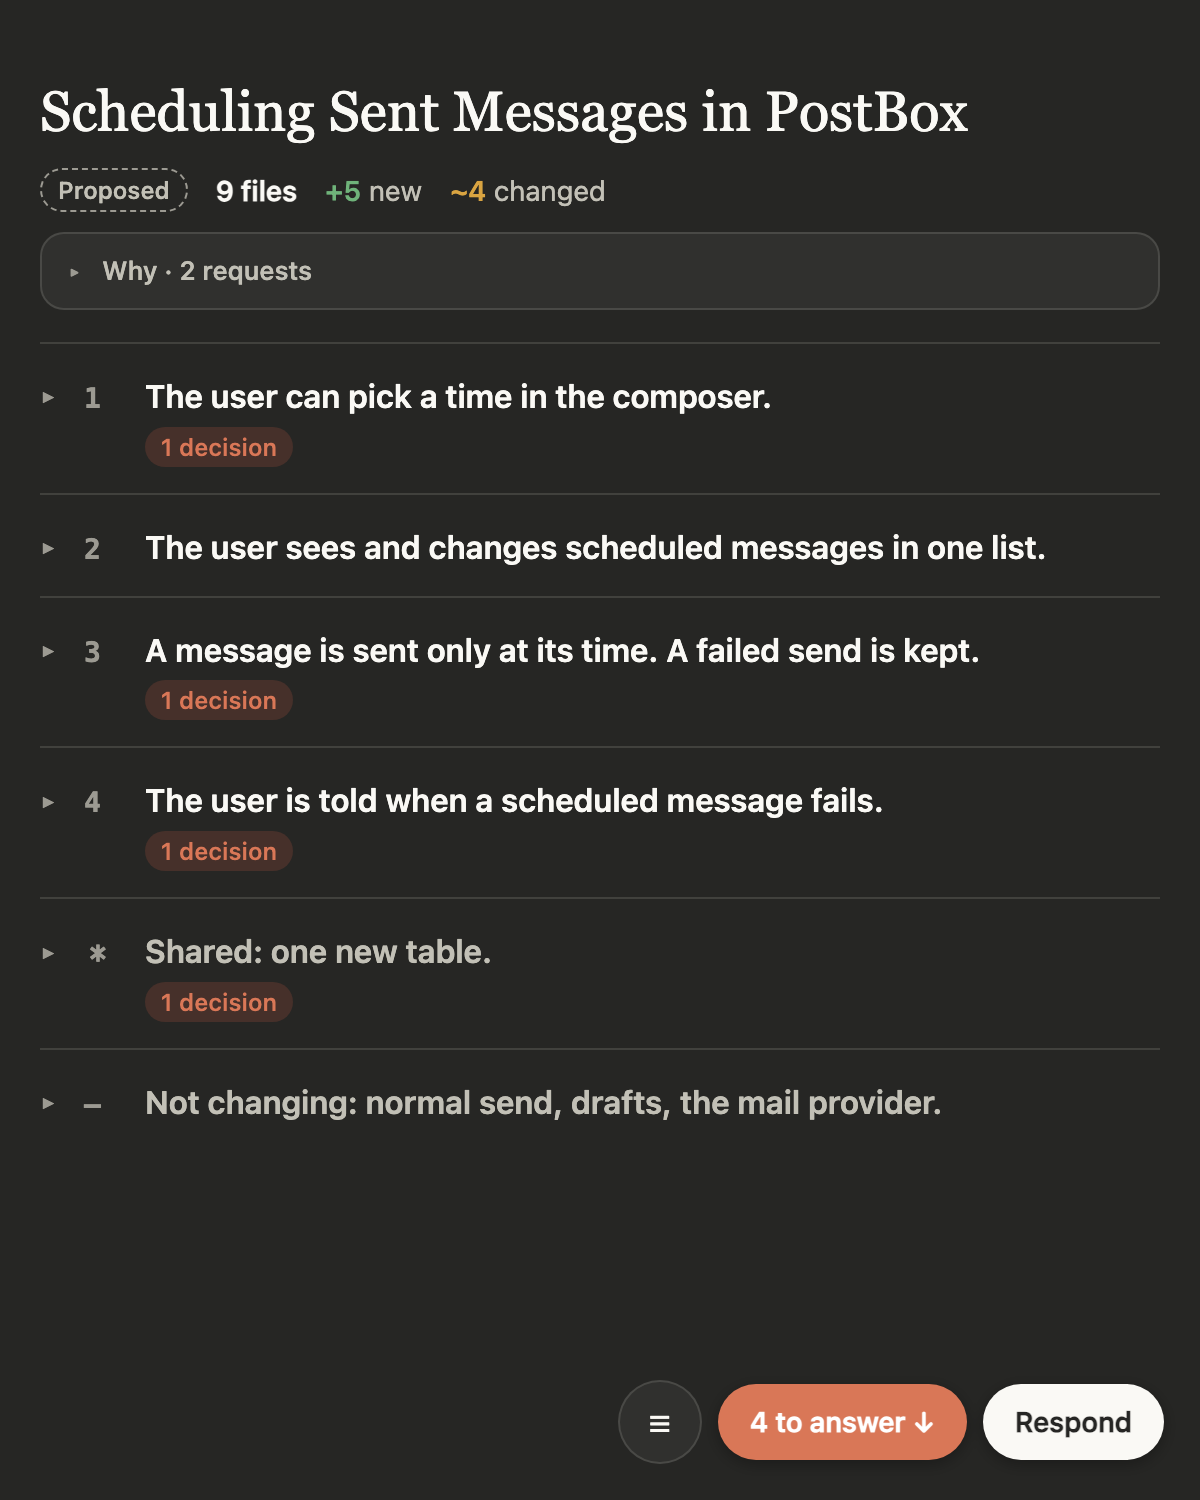 Scheduling Sent Messages in PostBox
Proposed 9 files +5 new ~4 changed
▸ Why · 2 requests
▸ 1 The user can pick a time in the composer.
1 decision
▸ 2 The user sees and changes scheduled messages in one list.
▸ 3 A message is sent only at its time. A failed send is kept.
1 decision
▸ 4 The user is told when a scheduled message fails.
1 decision
▸ * Shared: one new table.
1 decision
▸ – Not changing: normal send, drafts, the mail provider.
≡ 4 to answer ↓ Respond